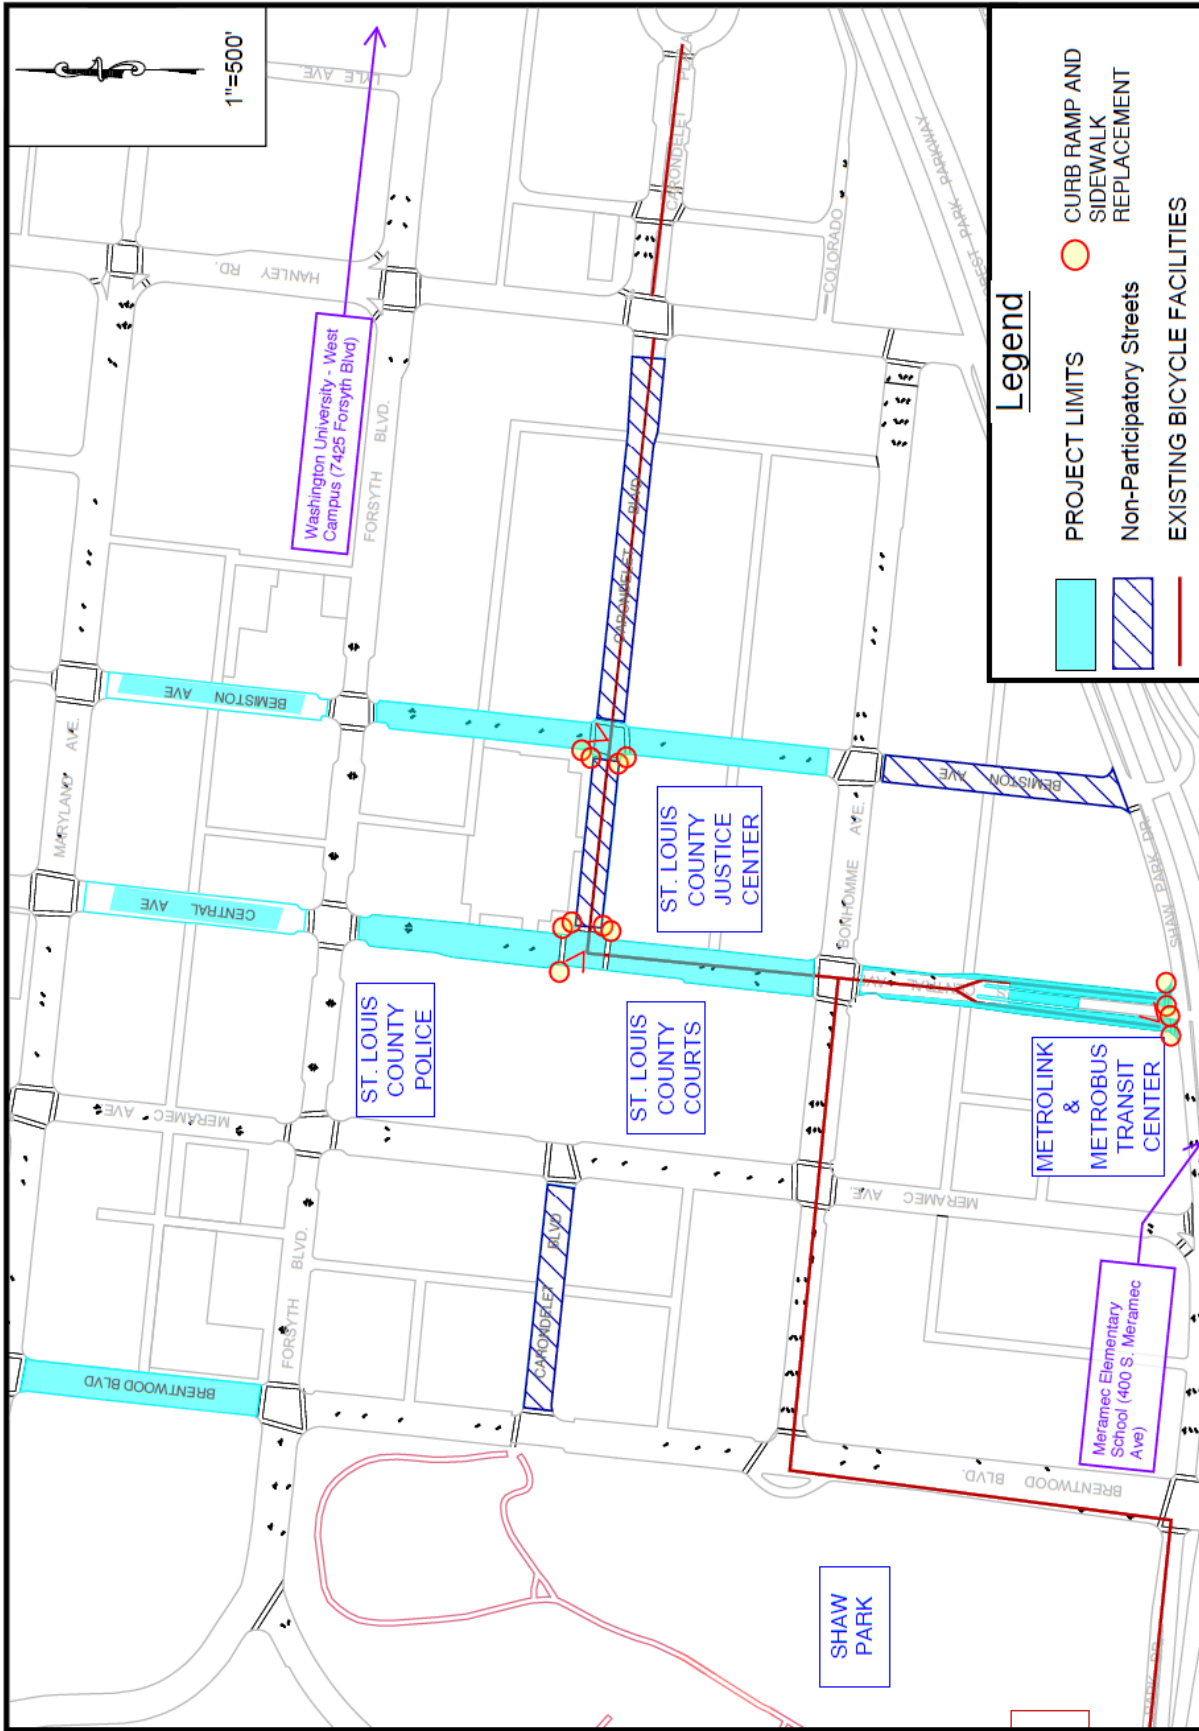 1"=500'
LYLE AVE.
HANLEY RD.
Washington University - West
Campus (7425 Forsyth Blvd)
FORSYTH BLVD.
CARONDELET PLAZA
COLORADO
PARK PARKWAY
CARONDELET BLVD
BEMISTON AVE
MARYLAND AVE.
CENTRAL AVE
ST. LOUIS
COUNTY
JUSTICE
CENTER
BONHOMME AVE.
BEMISTON AVE
SHAW PARK DR.
ST. LOUIS
COUNTY
POLICE
ST. LOUIS
COUNTY
COURTS
S CENTRAL AVE
METROLINK
&
METROBUS
TRANSIT
CENTER
MERAMEC AVE
MERAMEC AVE.
FORSYTH BLVD.
CARONDELET BLVD
BRENTWOOD BLVD
BRENTWOOD BLVD.
Meramec Elementary
School (400 S. Meramec
Ave)
SHAW
PARK
Legend
PROJECT LIMITS
Non-Participatory Streets
EXISTING BICYCLE FACILITIES
CURB RAMP AND
SIDEWALK
REPLACEMENT